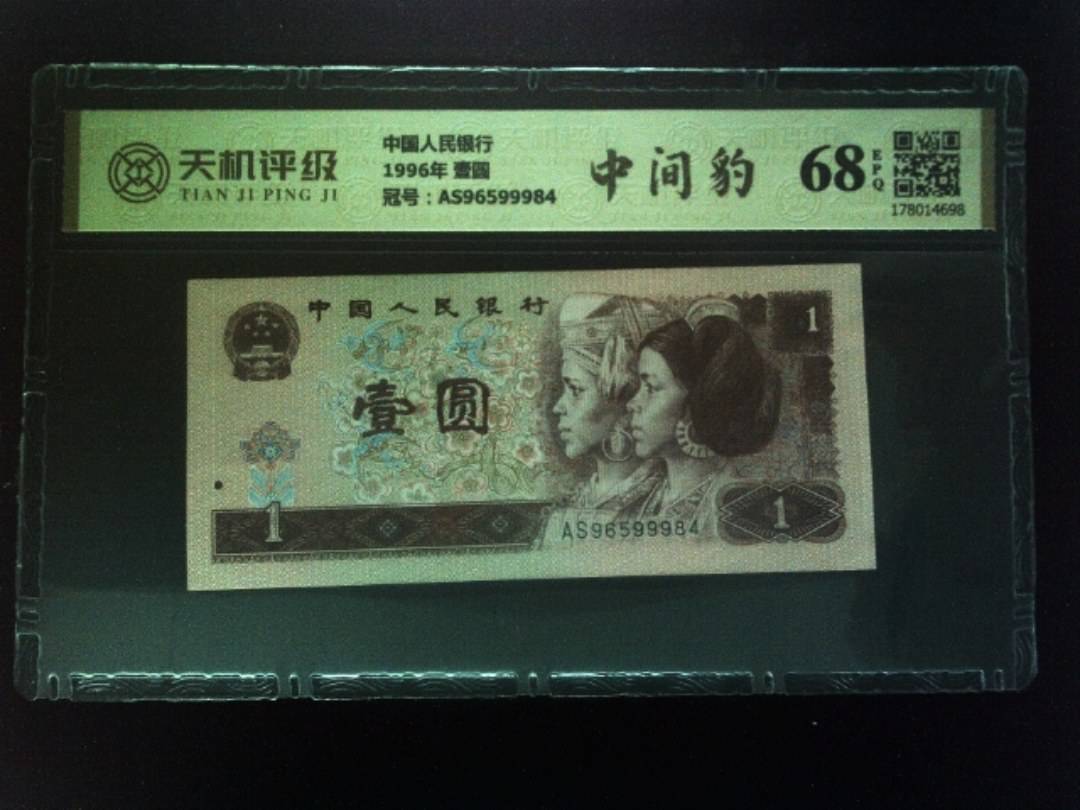 天机评级
TIAN JI PING JI
中国人民银行
1996年 壹圆
冠号：AS96599984
中间豹
68
EPQ
178014698
中国人民银行
1
壹圆
1
AS96599984
1